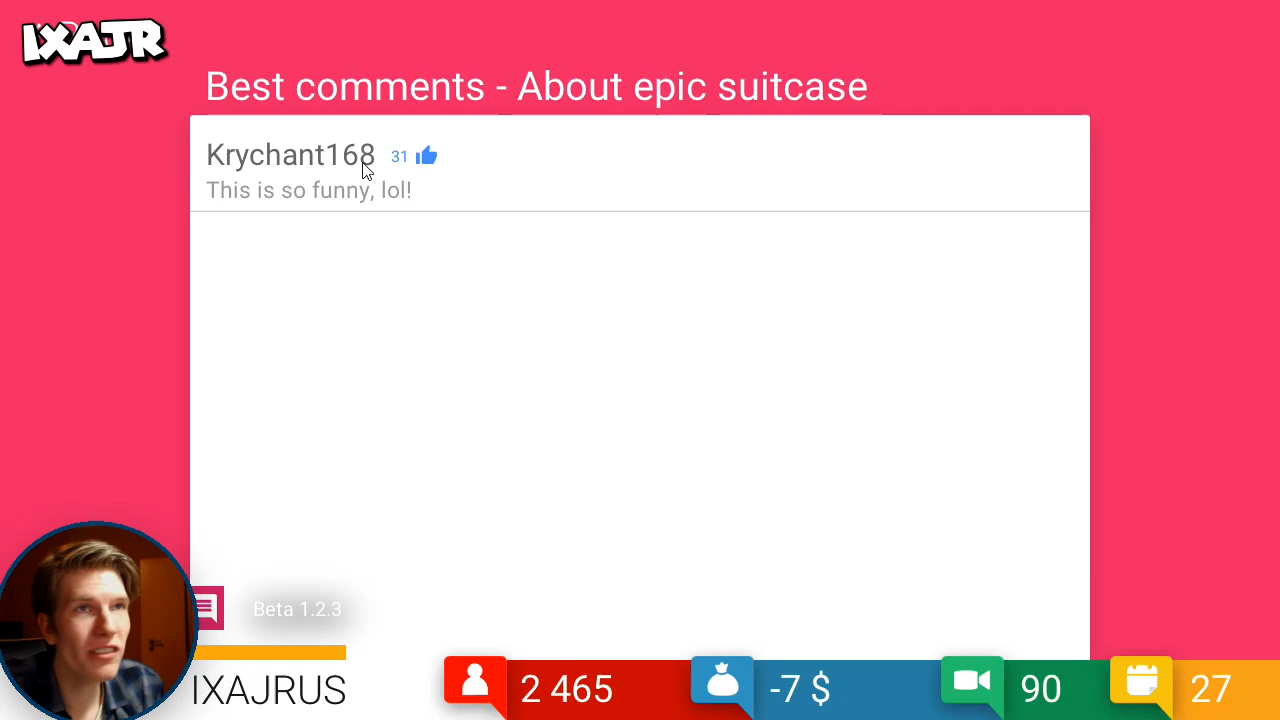 IXAJR
Best comments - About epic suitcase
Krychant168 31
This is so funny, lol!
Beta 1.2.3
IXAJRUS
2 465
-7 $
90
27